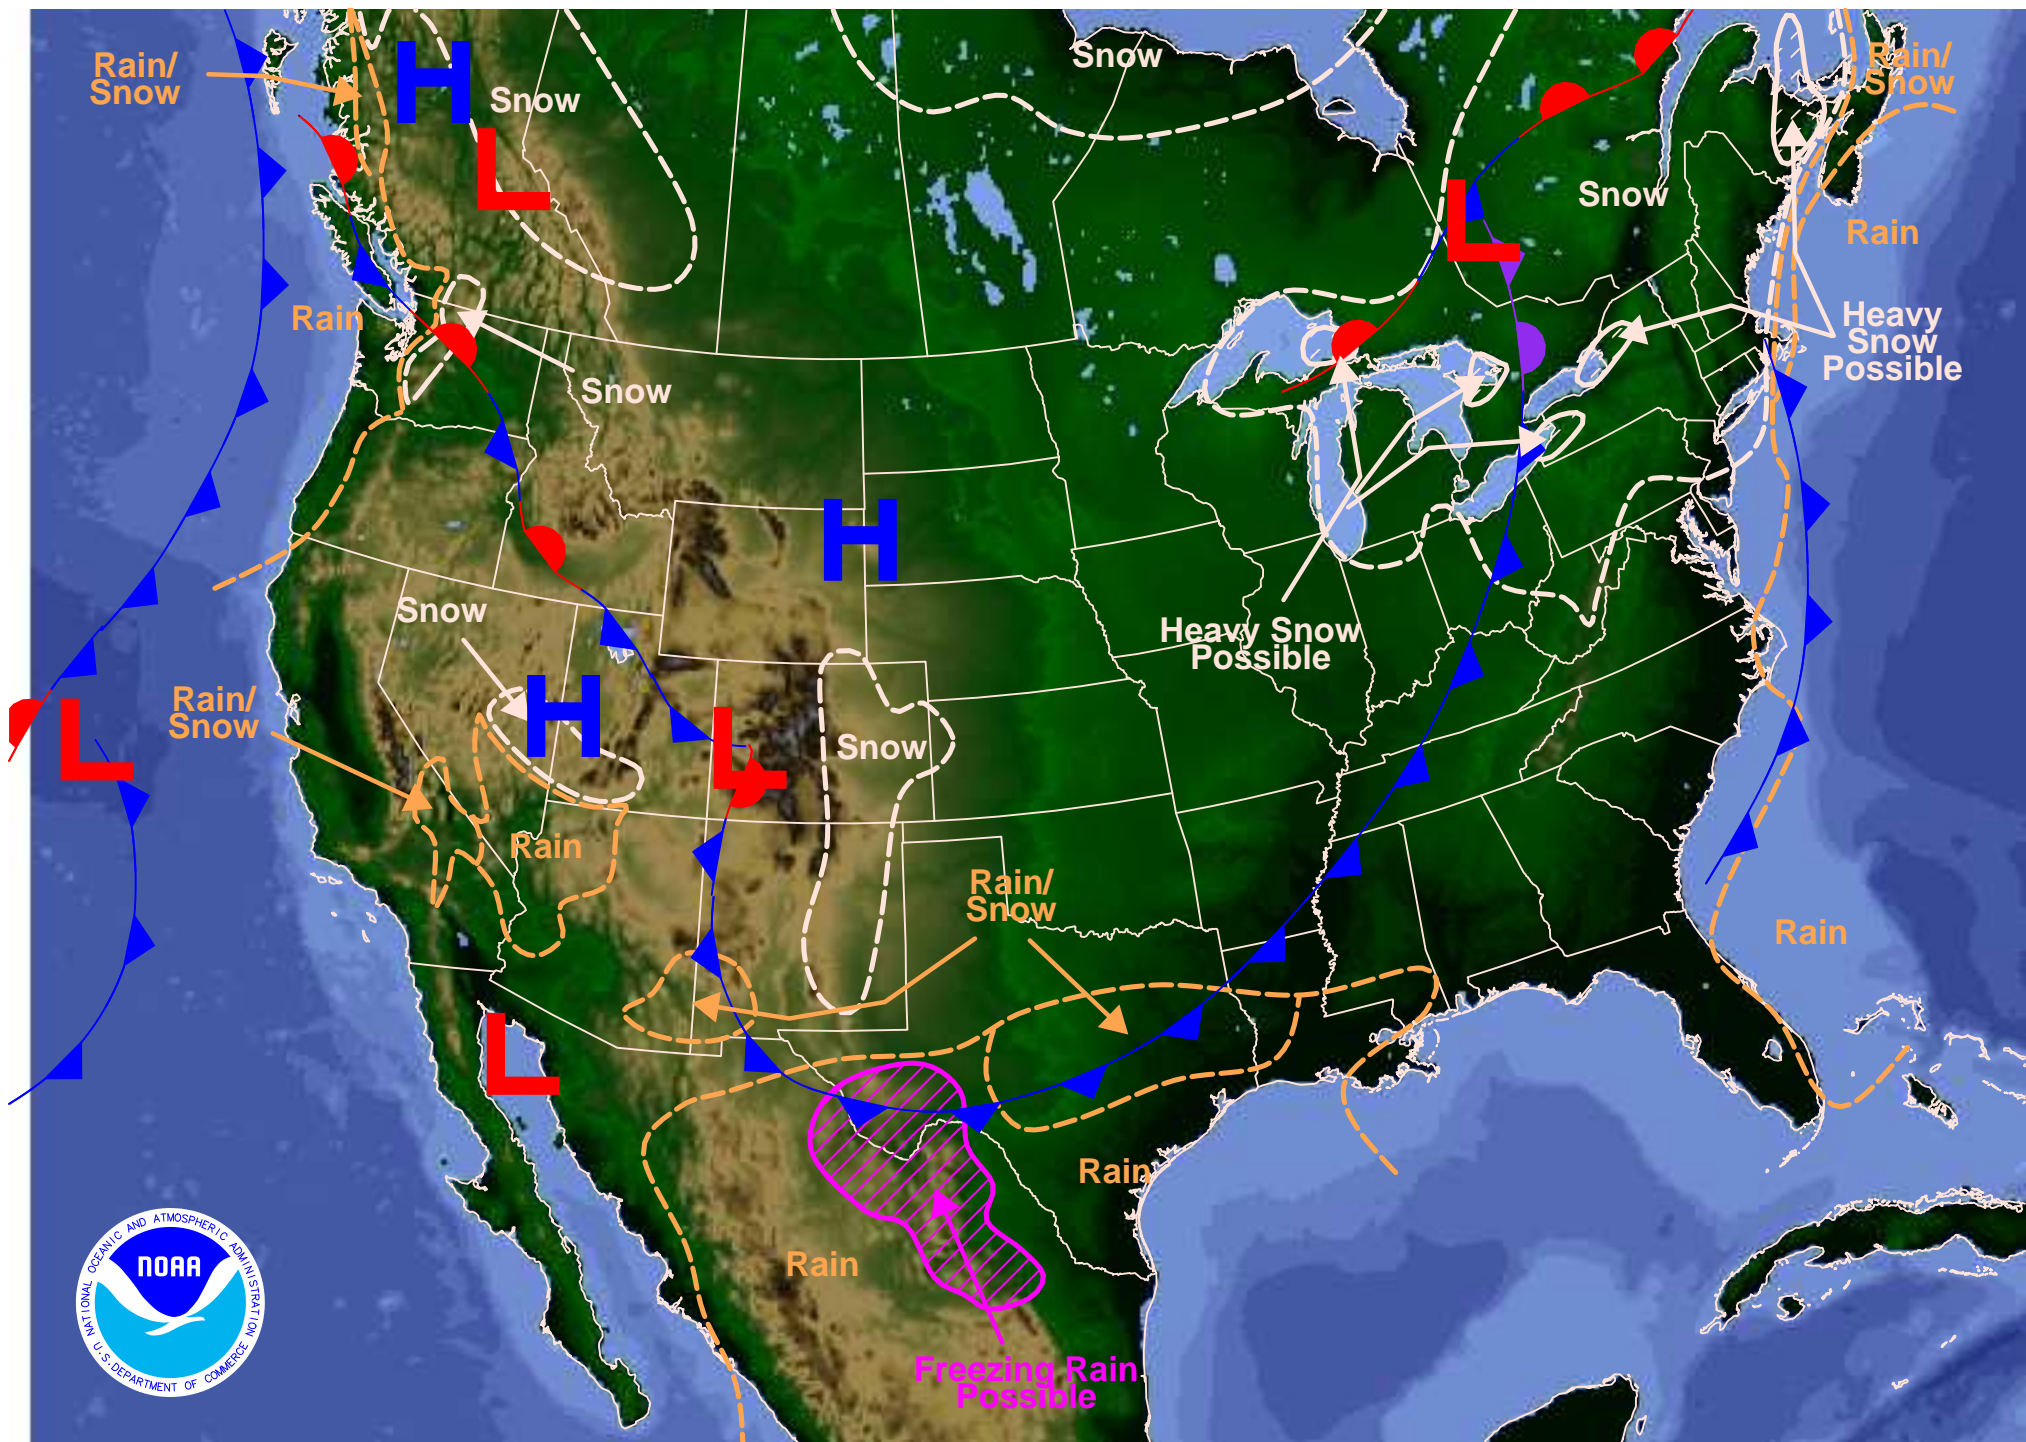 Rain/
Snow
H
Snow
L
Snow
Rain/
Snow
Snow
L
Rain
Rain
Heavy
Snow
Possible
Snow
H
Snow
Heavy Snow
Possible
Rain/
Snow
H
L
L
Snow
Rain
Rain/
Snow
Rain
L
Rain
Rain
Freezing Rain
Possible
NATIONAL OCEANIC AND ATMOSPHERIC ADMINISTRATION
NOAA
U.S. DEPARTMENT OF COMMERCE